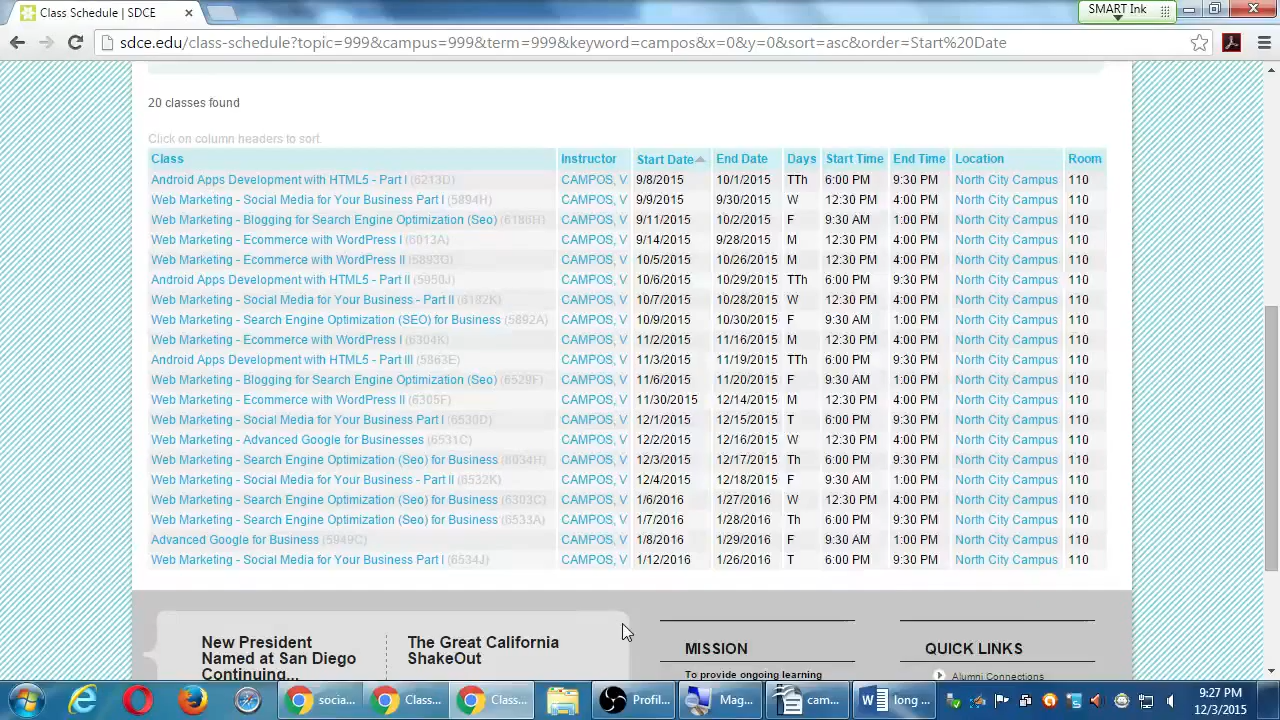 Class Schedule | SDCE
SMART Ink
sdce.edu/class-schedule?topic=999&campus=999&term=999&keyword=campos&x=0&y=0&sort=asc&order=Start%20Date
20 classes found
Click on column headers to sort.
Class Instructor Start Date End Date Days Start Time End Time Location Room
Android Apps Development with HTML5 - Part I (6213D) CAMPOS, V 9/8/2015 10/1/2015 TTh 6:00 PM 9:30 PM North City Campus 110
Web Marketing - Social Media for Your Business Part I (5894H) CAMPOS, V 9/9/2015 9/30/2015 W 12:30 PM 4:00 PM North City Campus 110
Web Marketing - Blogging for Search Engine Optimization (Seo) (6186H) CAMPOS, V 9/11/2015 10/2/2015 F 9:30 AM 1:00 PM North City Campus 110
Web Marketing - Ecommerce with WordPress I (6013A) CAMPOS, V 9/14/2015 9/28/2015 M 12:30 PM 4:00 PM North City Campus 110
Web Marketing - Ecommerce with WordPress II (5893G) CAMPOS, V 10/5/2015 10/26/2015 M 12:30 PM 4:00 PM North City Campus 110
Android Apps Development with HTML5 - Part II (5950J) CAMPOS, V 10/6/2015 10/29/2015 TTh 6:00 PM 9:30 PM North City Campus 110
Web Marketing - Social Media for Your Business - Part II (6182K) CAMPOS, V 10/7/2015 10/28/2015 W 12:30 PM 4:00 PM North City Campus 110
Web Marketing - Search Engine Optimization (SEO) for Business (5892A) CAMPOS, V 10/9/2015 10/30/2015 F 9:30 AM 1:00 PM North City Campus 110
Web Marketing - Ecommerce with WordPress I (6304K) CAMPOS, V 11/2/2015 11/16/2015 M 12:30 PM 4:00 PM North City Campus 110
Android Apps Development with HTML5 - Part III (5863E) CAMPOS, V 11/3/2015 11/19/2015 TTh 6:00 PM 9:30 PM North City Campus 110
Web Marketing - Blogging for Search Engine Optimization (Seo) (6529F) CAMPOS, V 11/6/2015 11/20/2015 F 9:30 AM 1:00 PM North City Campus 110
Web Marketing - Ecommerce with WordPress II (6305F) CAMPOS, V 11/30/2015 12/14/2015 M 12:30 PM 4:00 PM North City Campus 110
Web Marketing - Social Media for Your Business Part I (6530D) CAMPOS, V 12/1/2015 12/15/2015 T 6:00 PM 9:30 PM North City Campus 110
Web Marketing - Advanced Google for Businesses (6531C) CAMPOS, V 12/2/2015 12/16/2015 W 12:30 PM 4:00 PM North City Campus 110
Web Marketing - Search Engine Optimization (Seo) for Business (6034H) CAMPOS, V 12/3/2015 12/17/2015 Th 6:00 PM 9:30 PM North City Campus 110
Web Marketing - Social Media for Your Business - Part II (6532K) CAMPOS, V 12/4/2015 12/18/2015 F 9:30 AM 1:00 PM North City Campus 110
Web Marketing - Search Engine Optimization (Seo) for Business (6303C) CAMPOS, V 1/6/2016 1/27/2016 W 12:30 PM 4:00 PM North City Campus 110
Web Marketing - Search Engine Optimization (Seo) for Business (6533A) CAMPOS, V 1/7/2016 1/28/2016 Th 6:00 PM 9:30 PM North City Campus 110
Advanced Google for Business (5949C) CAMPOS, V 1/8/2016 1/29/2016 F 9:30 AM 1:00 PM North City Campus 110
Web Marketing - Social Media for Your Business Part I (6534J) CAMPOS, V 1/12/2016 1/26/2016 T 6:00 PM 9:30 PM North City Campus 110
New President
Named at San Diego
Continuing...
The Great California
ShakeOut
MISSION
To provide ongoing learning
QUICK LINKS
Alumni Connections
socia... Class... Class... Profil... Mag... cam... long ...
9:27 PM
12/3/2015